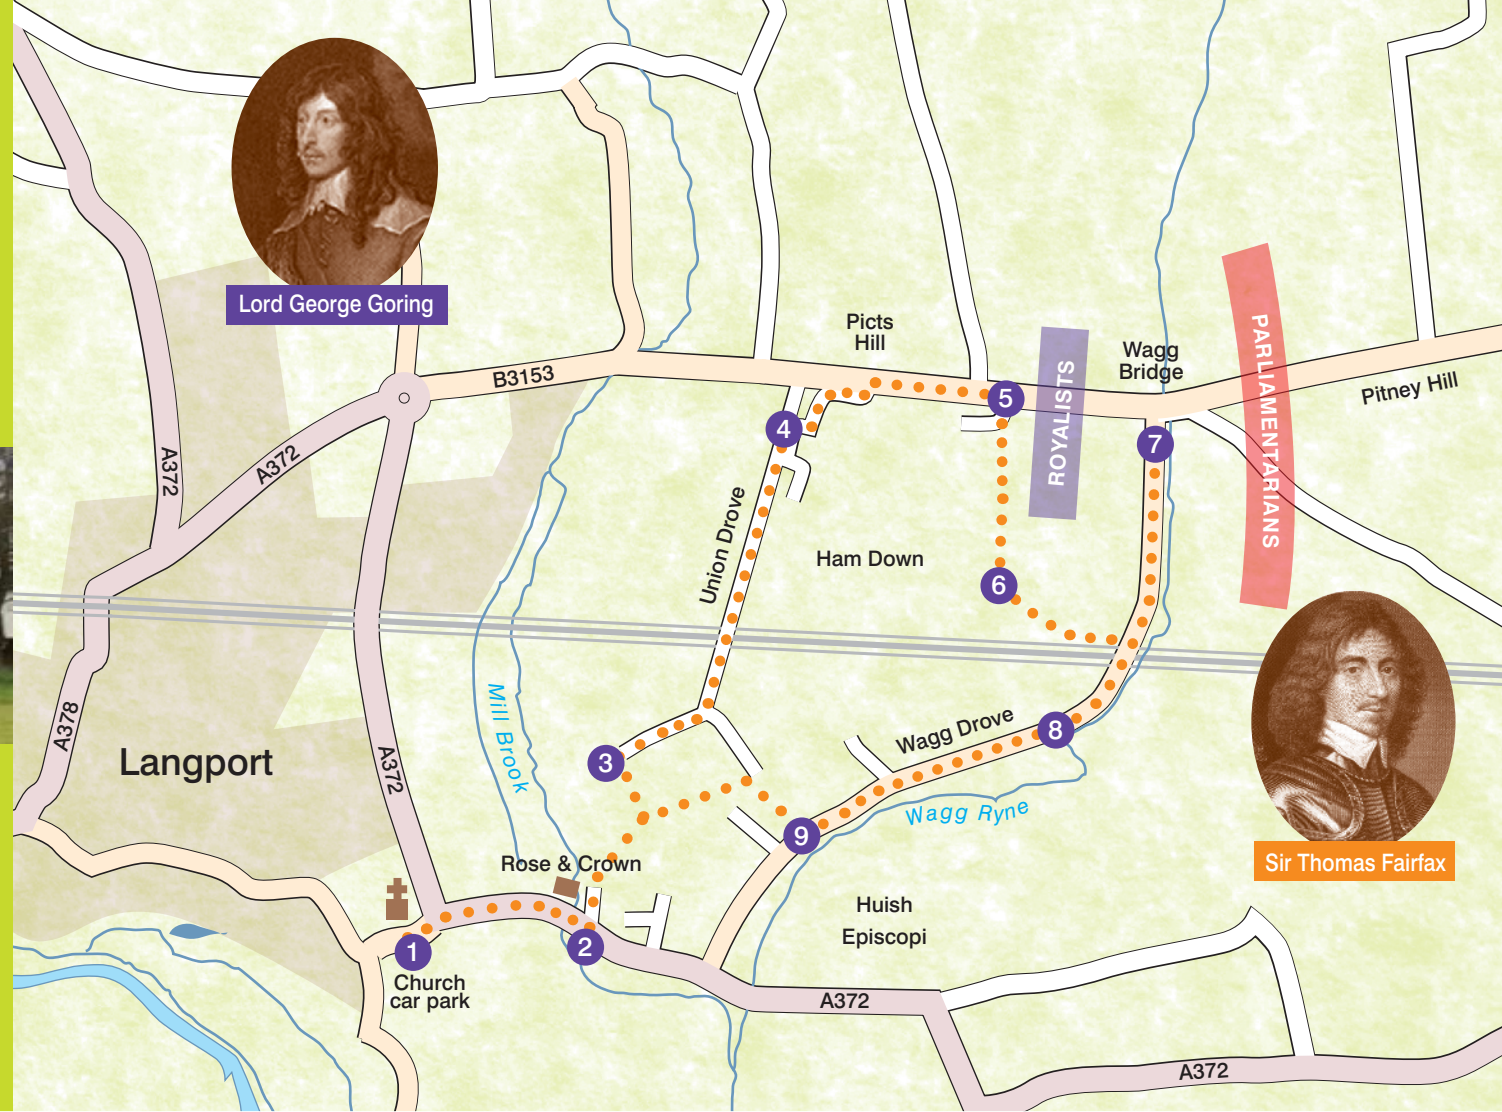 Lord George Goring
Picts
Hill
Wagg
Bridge
PARLIAMENTARIANS
ROYALISTS
B3153
Pitney Hill
5
4
7
A372
A372
Union Drove
Ham Down
6
Mill Brook
A378
Langport
A372
3
Wagg Drove
8
Wagg Ryne
9
Sir Thomas Fairfax
Rose & Crown
Huish
Episcopi
1
2
Church
car park
A372
A372